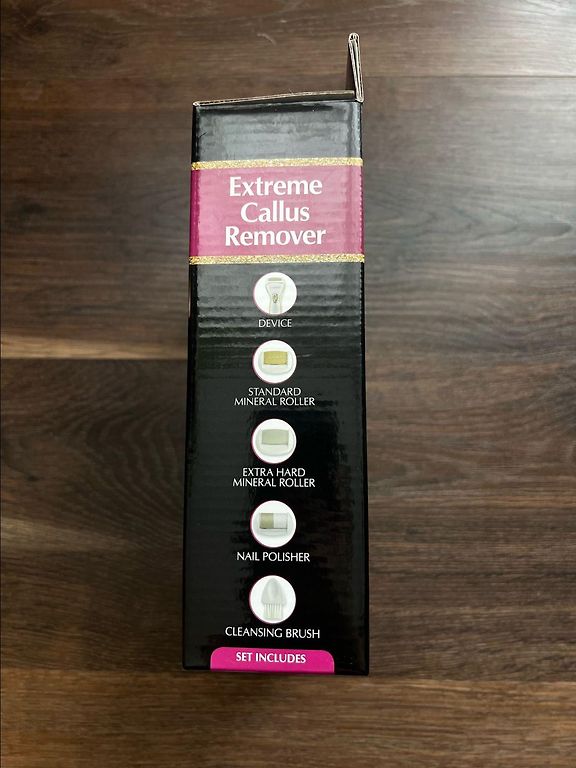 Extreme
Callus
Remover
DEVICE
STANDARD
MINERAL ROLLER
EXTRA HARD
MINERAL ROLLER
NAIL POLISHER
CLEANSING BRUSH
SET INCLUDES